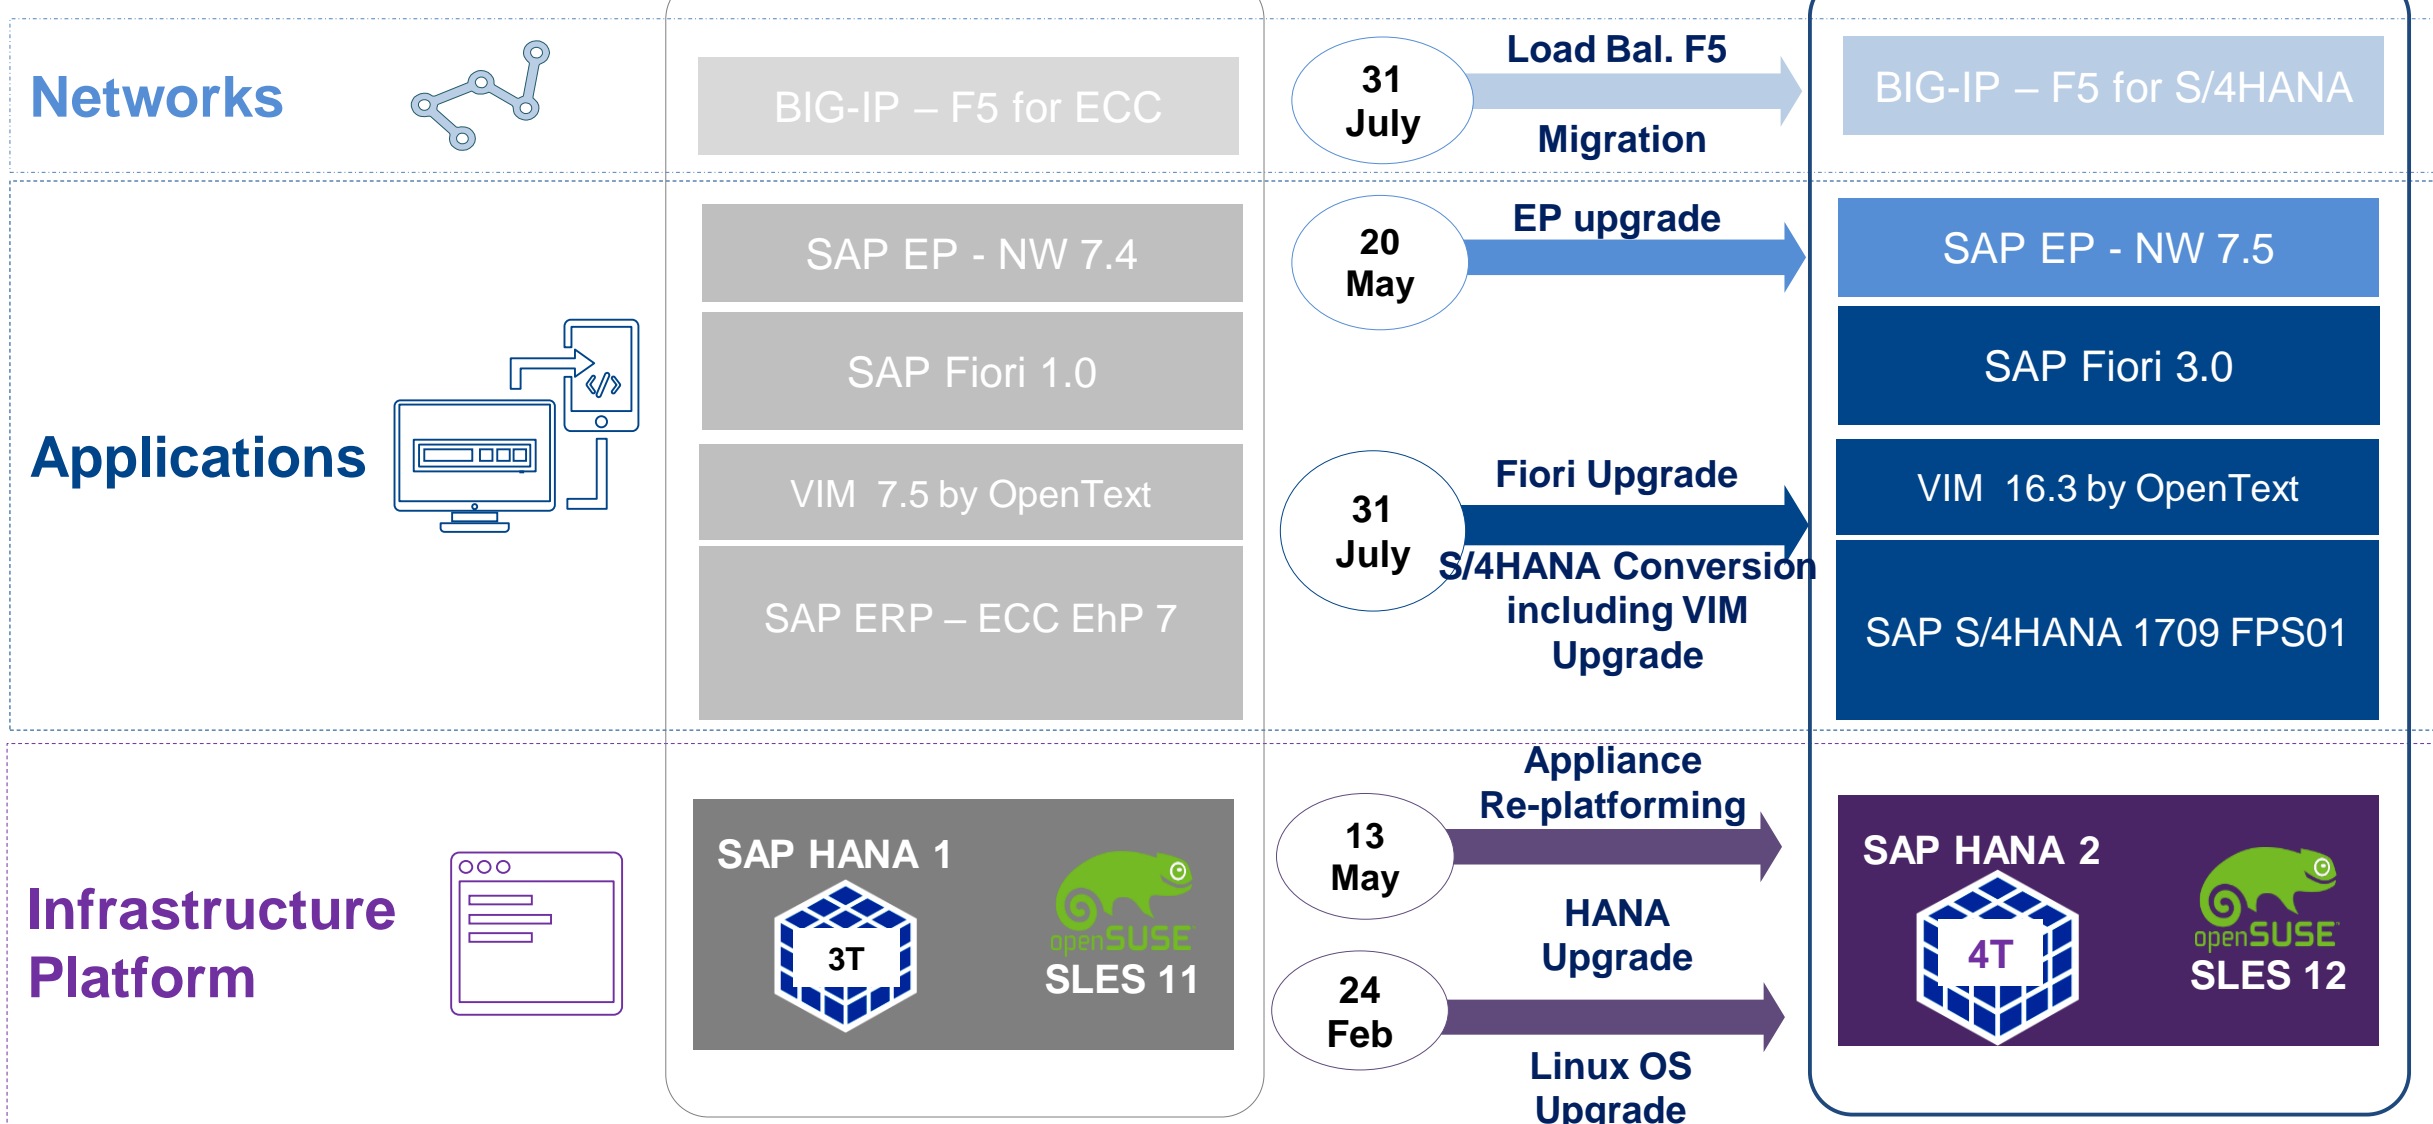 Networks
BIG-IP – F5 for ECC
31
July
Load Bal. F5
Migration
BIG-IP – F5 for S/4HANA
Applications
SAP EP - NW 7.4
SAP Fiori 1.0
VIM 7.5 by OpenText
SAP ERP – ECC EhP 7
20
May
EP upgrade
31
July
Fiori Upgrade
S/4HANA Conversion
including VIM
Upgrade
SAP EP - NW 7.5
SAP Fiori 3.0
VIM 16.3 by OpenText
SAP S/4HANA 1709 FPS01
Infrastructure
Platform
SAP HANA 1
3T
openSUSE
SLES 11
Appliance
Re-platforming
13
May
HANA
Upgrade
24
Feb
Linux OS
Upgrade
SAP HANA 2
4T
openSUSE
SLES 12